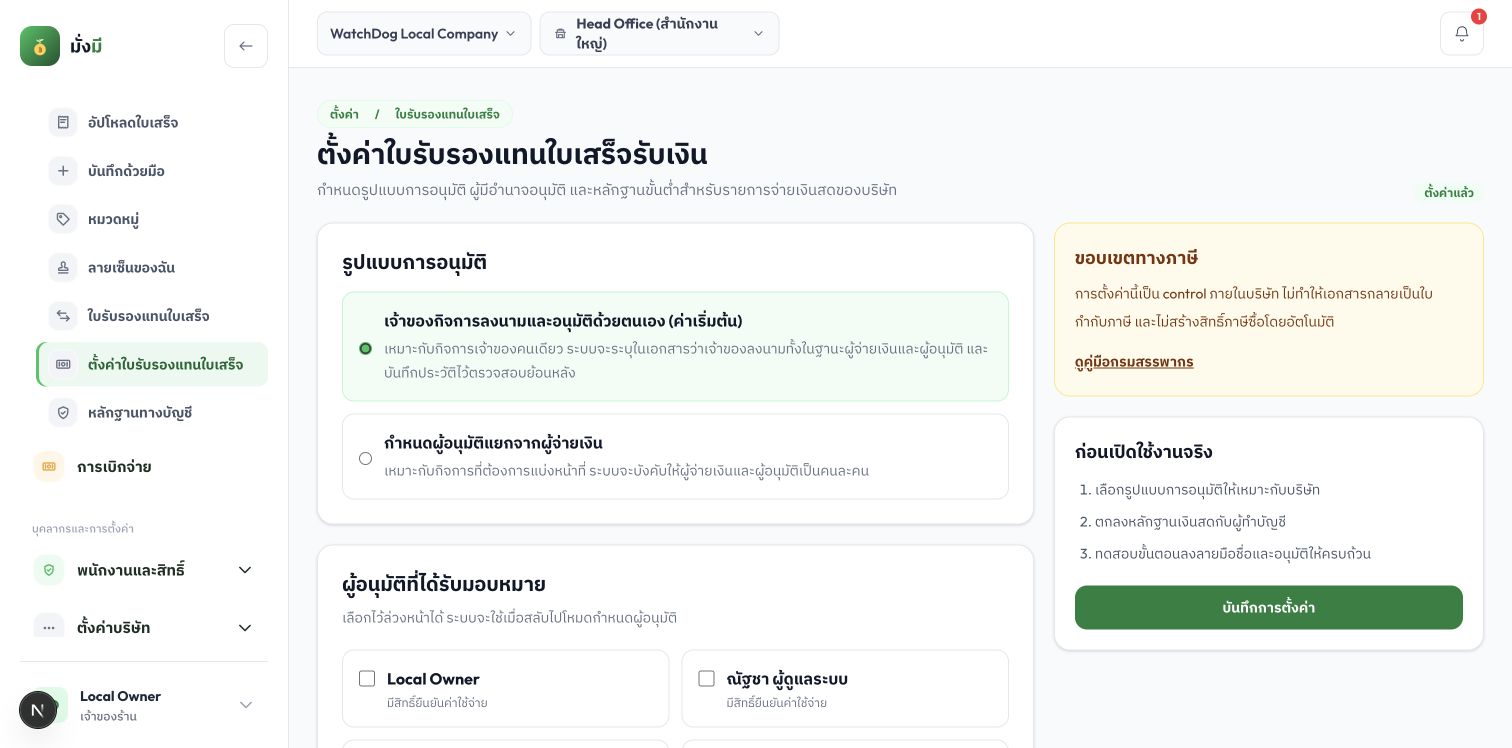 มั่งมี
อัปโหลดใบเสร็จ
บันทึกด้วยมือ
หมวดหมู่
ลายเซ็นของฉัน
ใบรับรองแทนใบเสร็จ
ตั้งค่าใบรับรองแทนใบเสร็จ
หลักฐานทางบัญชี
การเบิกจ่าย
บุคลากรและการตั้งค่า
พนักงานและสิทธิ์
ตั้งค่าบริษัท
N
Local Owner
เจ้าของร้าน
WatchDog Local Company
Head Office (สำนักงาน
ใหญ่)
1
ตั้งค่า / ใบรับรองแทนใบเสร็จ
ตั้งค่าใบรับรองแทนใบเสร็จรับเงิน
กำหนดรูปแบบการอนุมัติ ผู้มีอำนาจอนุมัติ และหลักฐานขั้นต่ำสำหรับรายการจ่ายเงินสดของบริษัท
ตั้งค่าแล้ว
รูปแบบการอนุมัติ
เจ้าของกิจการลงนามและอนุมัติด้วยตนเอง (ค่าเริ่มต้น)
เหมาะกับกิจการเจ้าของคนเดียว ระบบจะระบุในเอกสารว่าเจ้าของลงนามทั้งในฐานะผู้จ่ายเงินและผู้อนุมัติ และ
บันทึกประวัติไว้ตรวจสอบย้อนหลัง
กำหนดผู้อนุมัติแยกจากผู้จ่ายเงิน
เหมาะกับกิจการที่ต้องการแบ่งหน้าที่ ระบบจะบังคับให้ผู้จ่ายเงินและผู้อนุมัติเป็นคนละคน
ผู้อนุมัติที่ได้รับมอบหมาย
เลือกไว้ล่วงหน้าได้ ระบบจะใช้เมื่อสลับไปโหมดกำหนดผู้อนุมัติ
Local Owner
มีสิทธิ์ยืนยันค่าใช้จ่าย
ณัฐชา ผู้ดูแลระบบ
มีสิทธิ์ยืนยันค่าใช้จ่าย
ขอบเขตทางภาษี
การตั้งค่านี้เป็น control ภายในบริษัท ไม่ทำให้เอกสารกลายเป็นใบ
กำกับภาษี และไม่สร้างสิทธิ์ภาษีซื้อโดยอัตโนมัติ
ดูคู่มือกรมสรรพากร
ก่อนเปิดใช้งานจริง
1. เลือกรูปแบบการอนุมัติให้เหมาะกับบริษัท
2. ตกลงหลักฐานเงินสดกับผู้ทำบัญชี
3. ทดสอบขั้นตอนลงลายมือชื่อและอนุมัติให้ครบถ้วน
บันทึกการตั้งค่า